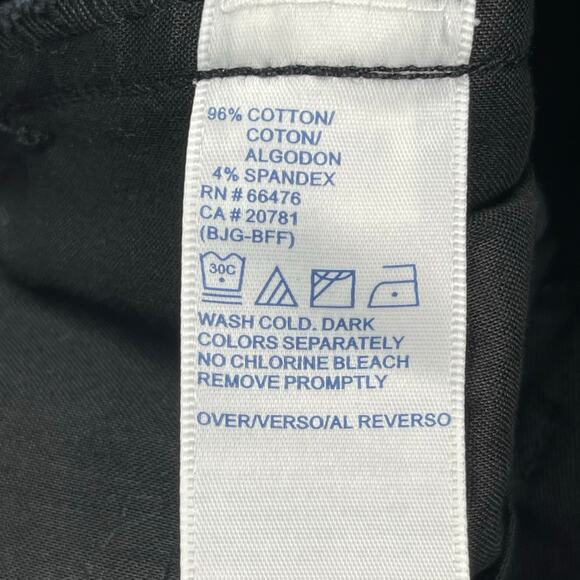 96% COTTON/
COTON/
ALGODON
4% SPANDEX
RN # 66476
CA # 20781
(BJG-BFF)
30C
WASH COLD. DARK
COLORS SEPARATELY
NO CHLORINE BLEACH
REMOVE PROMPTLY
OVER/VERSO/AL REVERSO